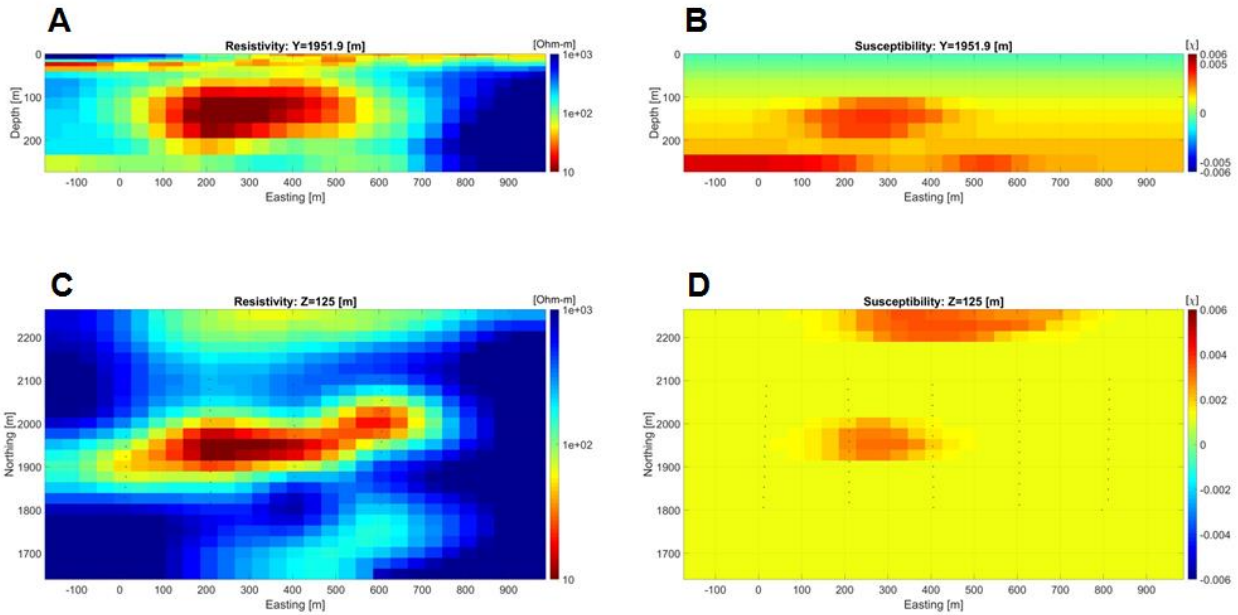 A
Resistivity: Y=1951.9 [m]
[Ohm-m]
0
100
200
Depth [m]
1e+03
1e+02
10
-100 0 100 200 300 400 500 600 700 800 900
Easting [m]
B
Susceptibility: Y=1951.9 [m]
[χ]
0
100
200
Depth [m]
0.006
0.005
0
-0.005
-0.006
-100 0 100 200 300 400 500 600 700 800 900
Easting [m]
C
Resistivity: Z=125 [m]
[Ohm-m]
2200
2100
2000
1900
1800
1700
Northing [m]
1e+03
1e+02
10
-100 0 100 200 300 400 500 600 700 800 900
Easting [m]
D
Susceptibility: Z=125 [m]
[χ]
2200
2100
2000
1900
1800
1700
Northing [m]
0.006
0.004
0.002
0
-0.002
-0.004
-0.006
-100 0 100 200 300 400 500 600 700 800 900
Easting [m]